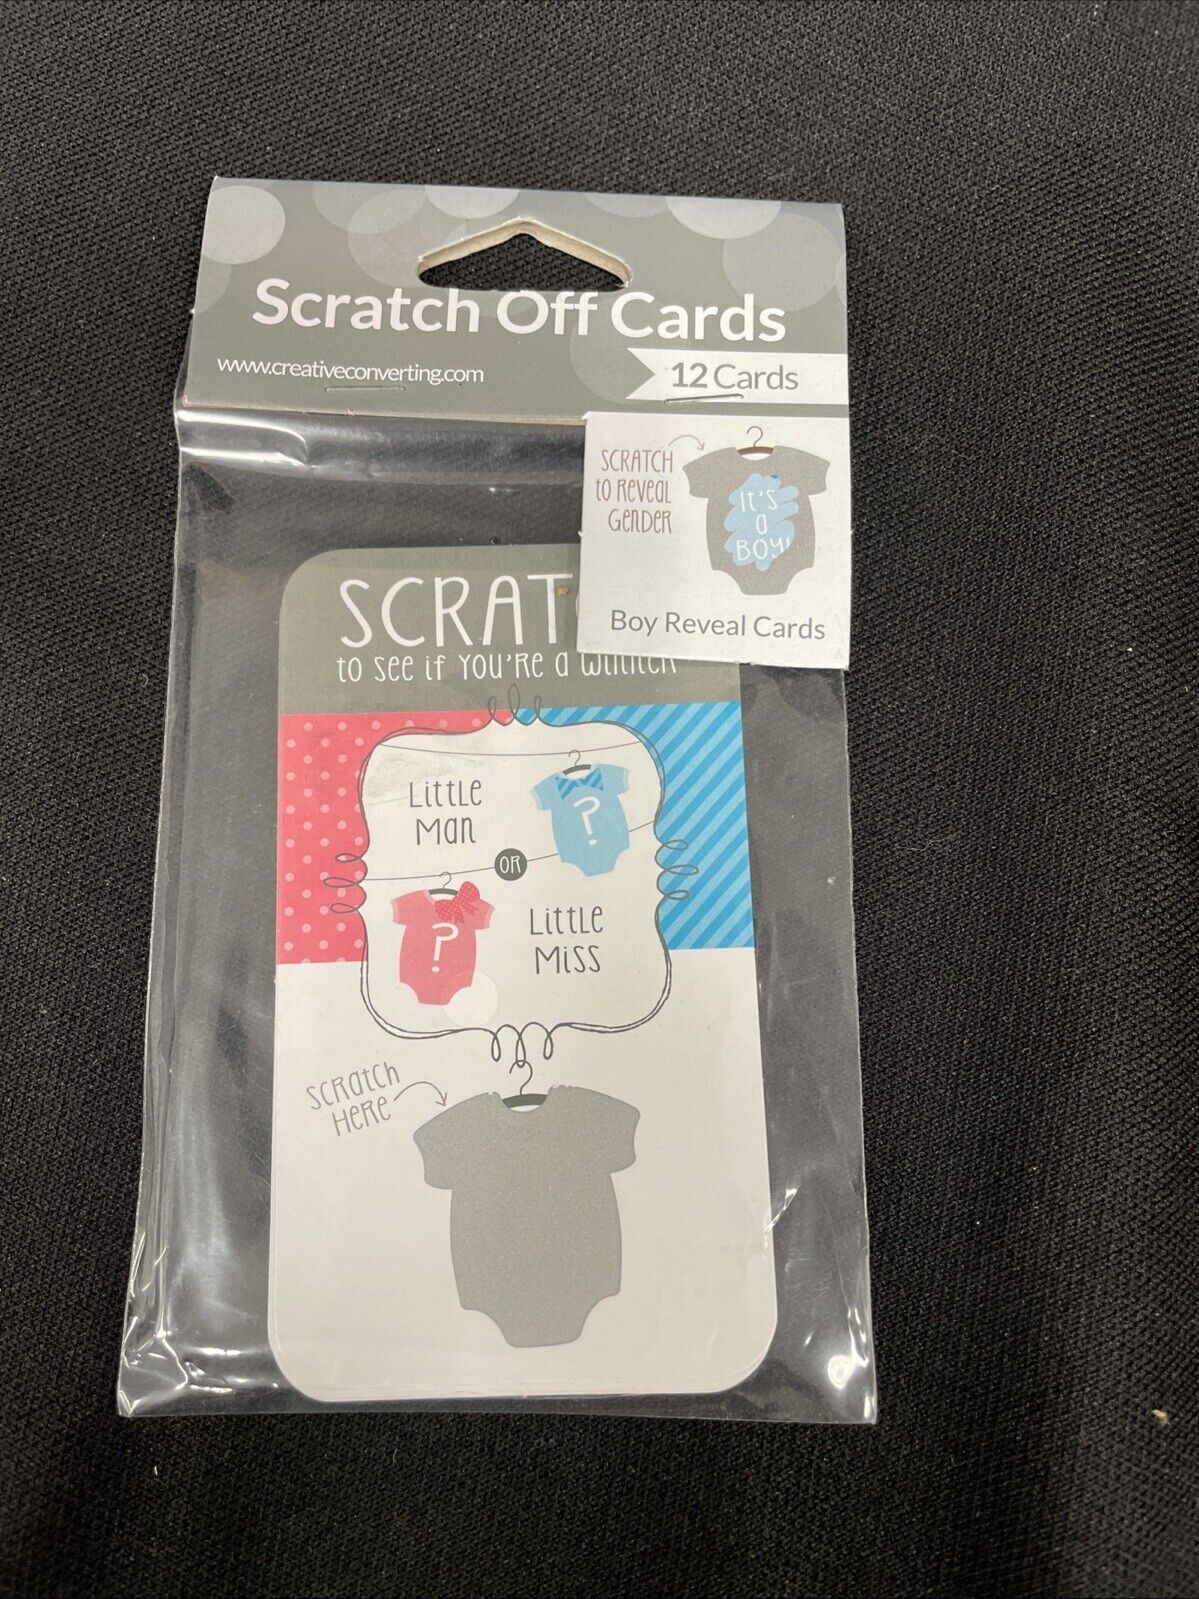 Scratch Off Cards
www.creativeconverting.com
12 Cards
SCRATCH
to REVEAL
GENDER
It's
a
BOY!
Boy Reveal Cards
to see if you're a
Little
Man
?
OR
?
Little
Miss
SCRATCH
HERE